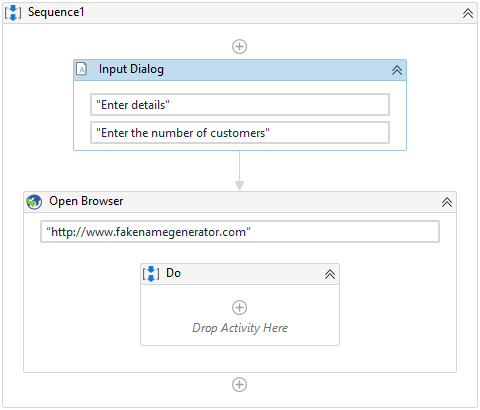 Sequence1
Input Dialog
"Enter details"
"Enter the number of customers"
Open Browser
"http://www.fakenamegenerator.com"
Do
Drop Activity Here